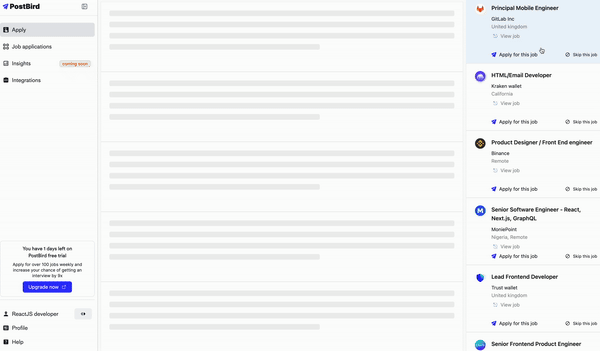 PostBird
Apply
Job applications
Insights
coming soon
Integrations
You have 1 days left on
PostBird free trial
Apply for over 100 jobs weekly and
increase your chance of getting an
interview by 9x
Upgrade now
ReactJS developer
Profile
Help
Principal Mobile Engineer
GitLab Inc
United kingdom
View job
Apply for this job
Skip this job
HTML/Email Developer
Kraken wallet
California
View job
Apply for this job
Skip this job
Product Designer / Front End engineer
Binance
Remote
View job
Apply for this job
Skip this job
Senior Software Engineer - React,
Next.js, GraphQL
MoniePoint
Nigeria, Remote
View job
Apply for this job
Skip this job
Lead Frontend Developer
Trust wallet
United kingdom
View job
Apply for this job
Skip this job
Senior Frontend Product Engineer